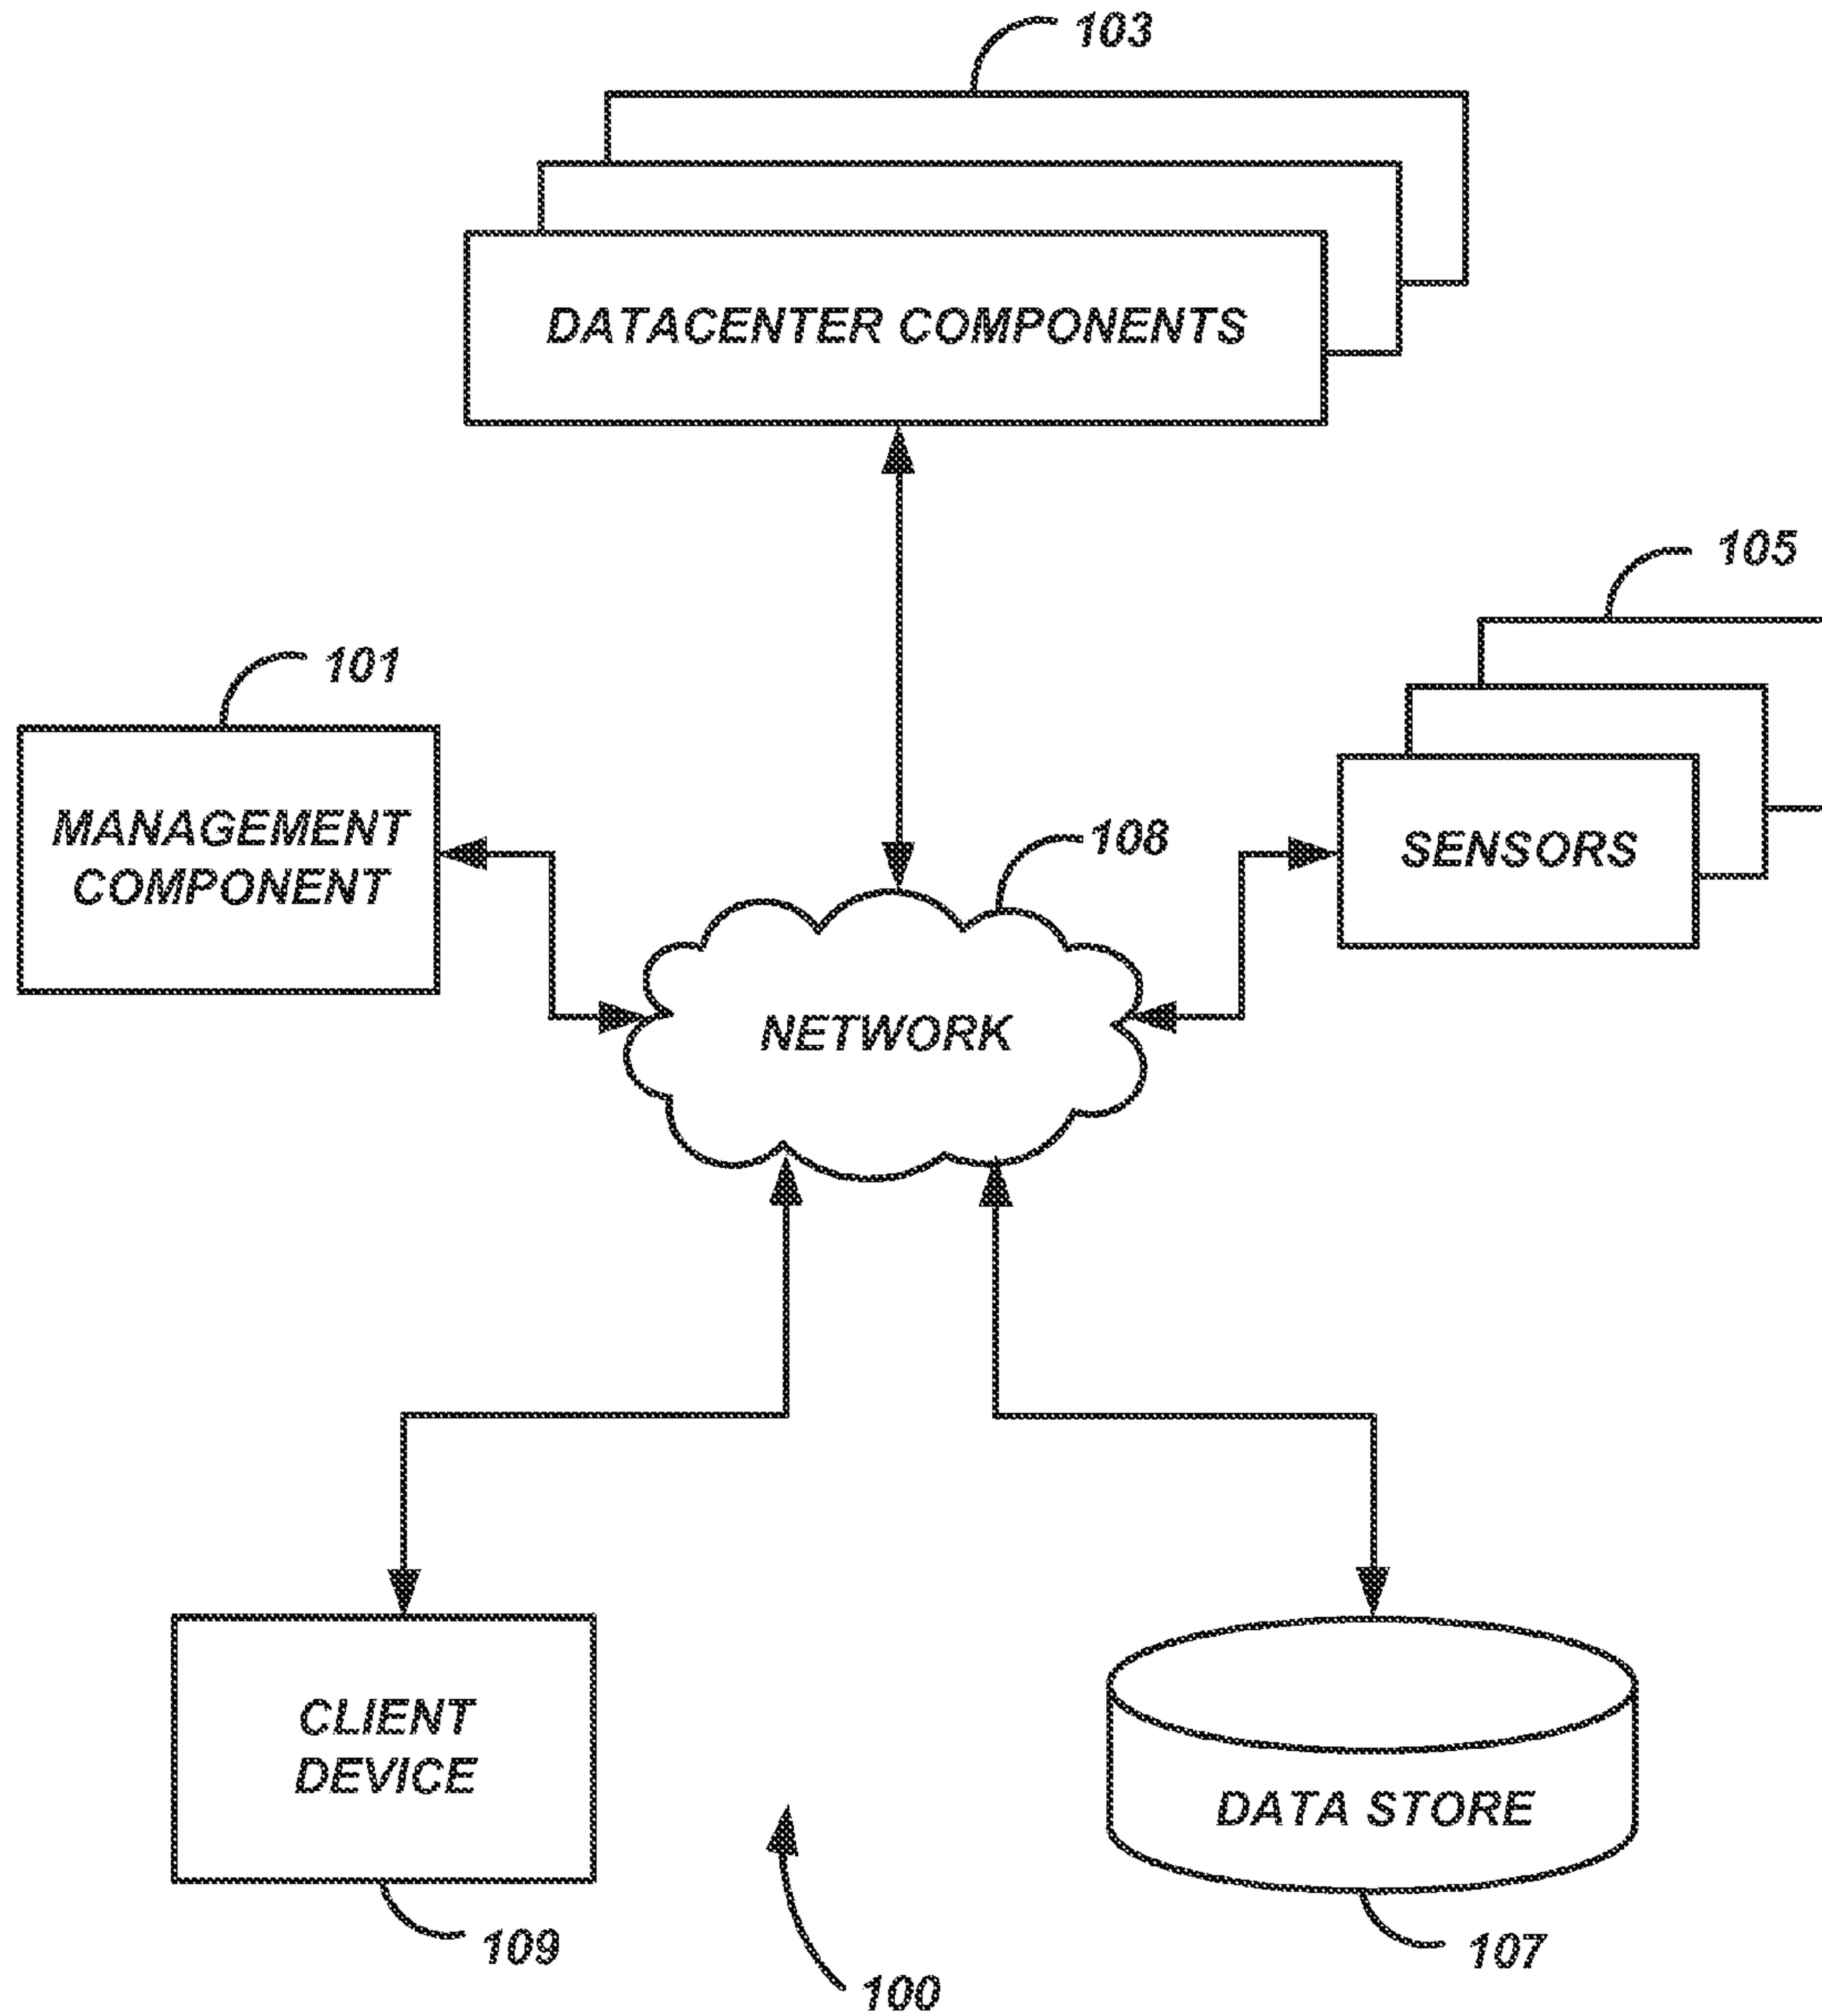 103
DATACENTER COMPONENTS
105
101
MANAGEMENT
COMPONENT
108
SENSORS
NETWORK
CLIENT
DEVICE
DATA STORE
109
107
100